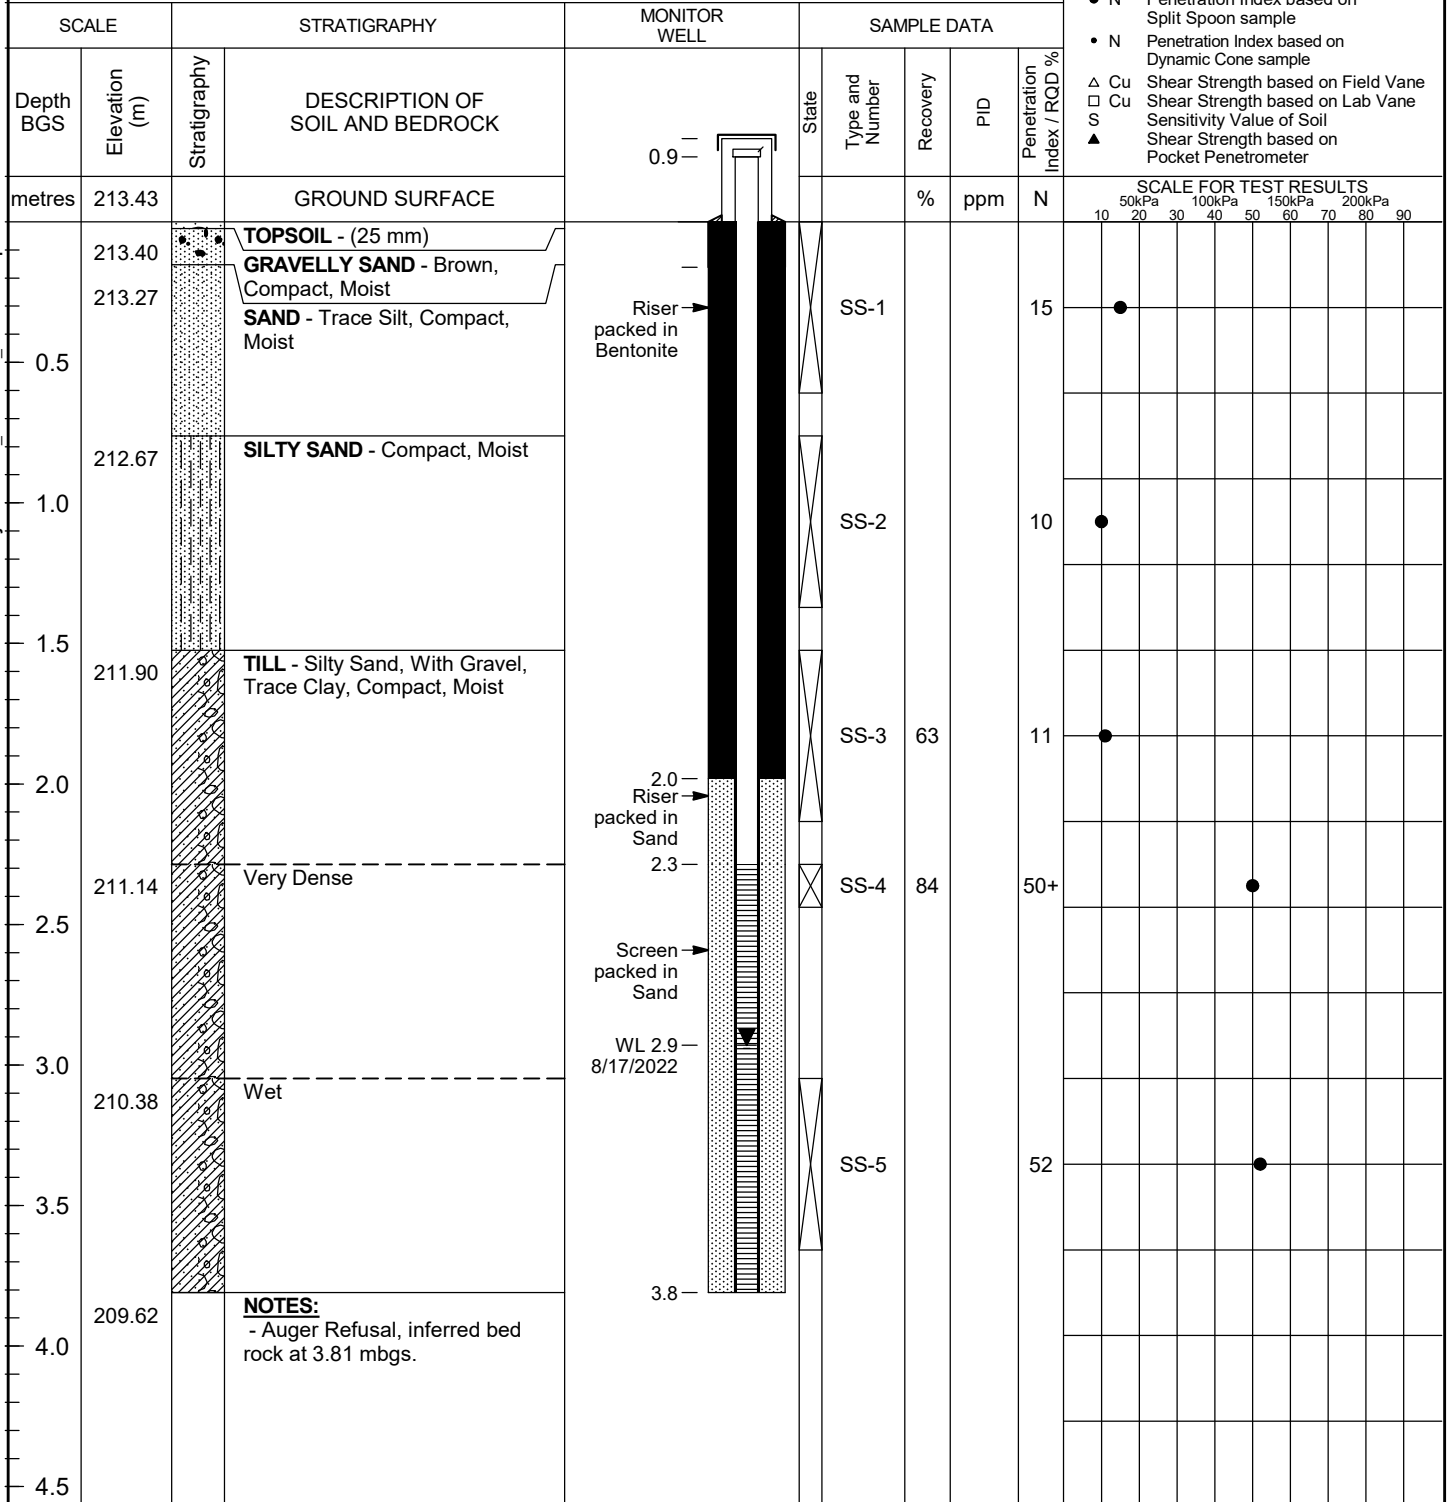 ● N Penetration Index based on
Split Spoon sample
• N Penetration Index based on
Dynamic Cone sample
△ Cu Shear Strength based on Field Vane
□ Cu Shear Strength based on Lab Vane
S Sensitivity Value of Soil
▲ Shear Strength based on
Pocket Penetrometer
SCALE
STRATIGRAPHY
MONITOR
WELL
SAMPLE DATA
Depth
BGS
Elevation
(m)
Stratigraphy
DESCRIPTION OF
SOIL AND BEDROCK
State
Type and
Number
Recovery
PID
Penetration
Index / RQD %
0.9
metres 213.43 GROUND SURFACE % ppm N
SCALE FOR TEST RESULTS
50kPa 100kPa 150kPa 200kPa
10 20 30 40 50 60 70 80 90
TOPSOIL - (25 mm)
213.40
GRAVELLY SAND - Brown,
Compact, Moist
213.27
SAND - Trace Silt, Compact,
Moist
Riser
packed in
Bentonite
SS-1 15
0.5
212.67
SILTY SAND - Compact, Moist
1.0
SS-2 10
1.5
211.90
TILL - Silty Sand, With Gravel,
Trace Clay, Compact, Moist
SS-3 63 11
2.0
2.0
Riser
packed in
Sand
2.3
211.14
Very Dense
SS-4 84 50+
2.5
Screen
packed in
Sand
WL 2.9
8/17/2022
3.0
210.38
Wet
SS-5 52
3.5
3.8
209.62
NOTES:
- Auger Refusal, inferred bed
rock at 3.81 mbgs.
4.0
4.5